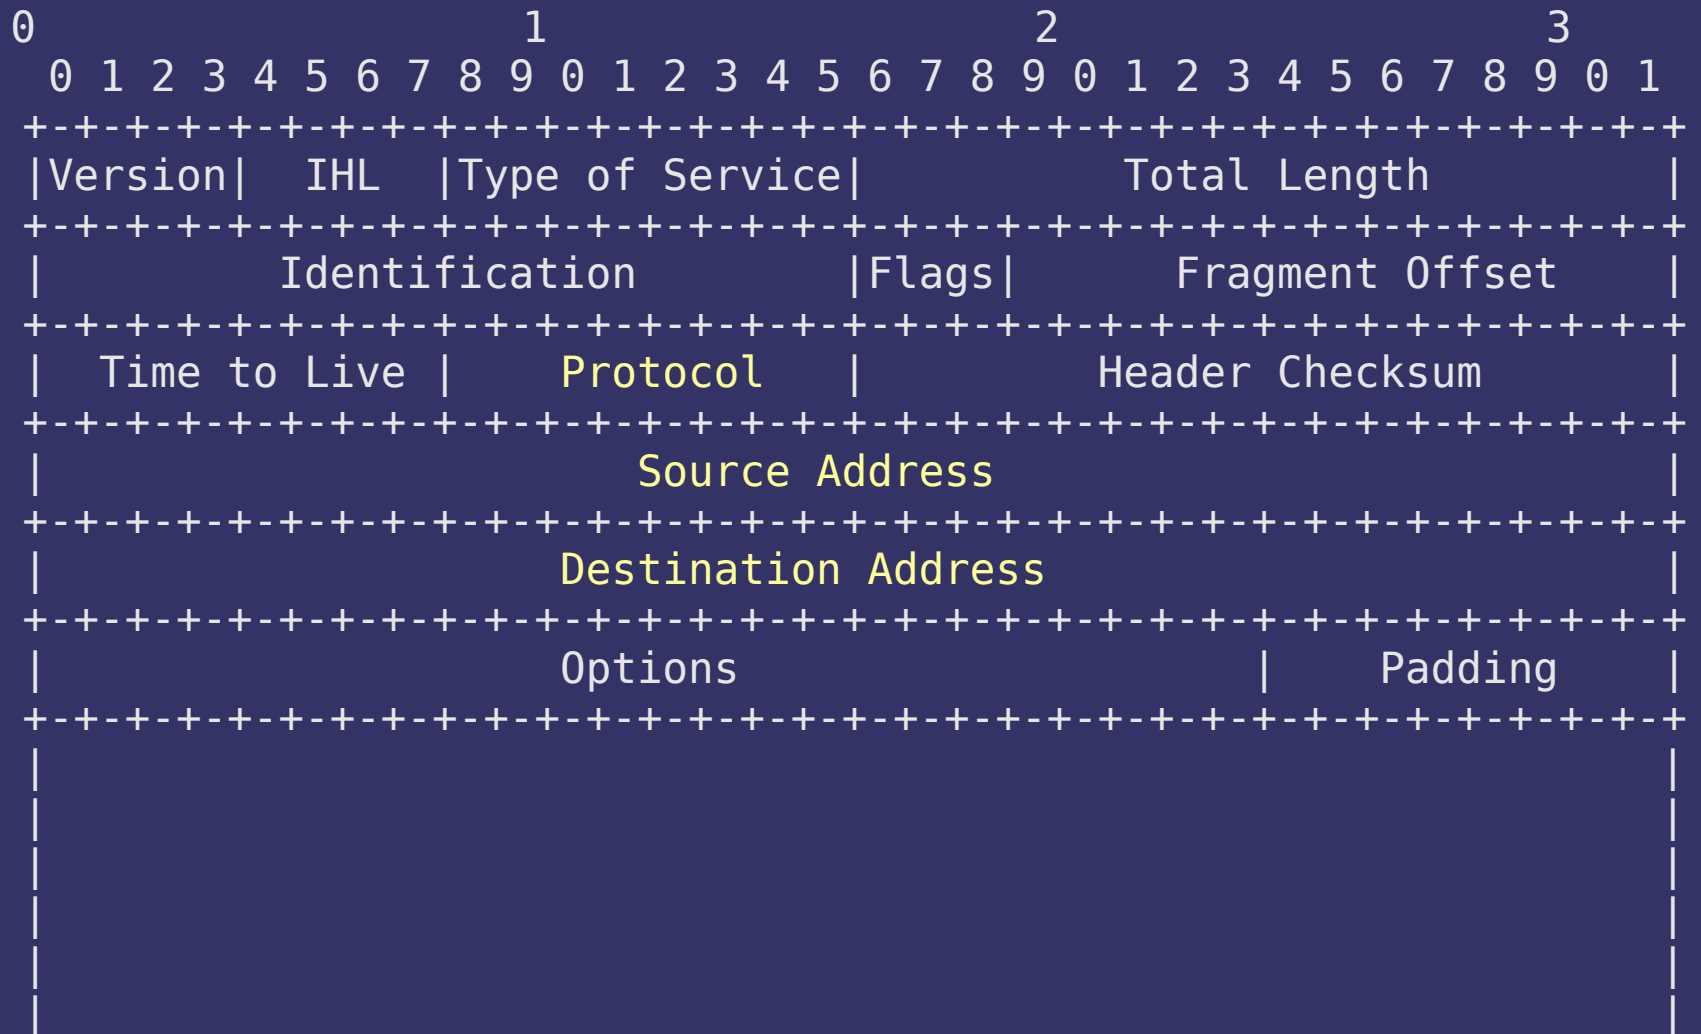 0                   1                   2                   3
 0 1 2 3 4 5 6 7 8 9 0 1 2 3 4 5 6 7 8 9 0 1 2 3 4 5 6 7 8 9 0 1
+-+-+-+-+-+-+-+-+-+-+-+-+-+-+-+-+-+-+-+-+-+-+-+-+-+-+-+-+-+-+-+-+
|Version|  IHL  |Type of Service|          Total Length         |
+-+-+-+-+-+-+-+-+-+-+-+-+-+-+-+-+-+-+-+-+-+-+-+-+-+-+-+-+-+-+-+-+
|         Identification        |Flags|      Fragment Offset    |
+-+-+-+-+-+-+-+-+-+-+-+-+-+-+-+-+-+-+-+-+-+-+-+-+-+-+-+-+-+-+-+-+
|  Time to Live |    Protocol   |         Header Checksum       |
+-+-+-+-+-+-+-+-+-+-+-+-+-+-+-+-+-+-+-+-+-+-+-+-+-+-+-+-+-+-+-+-+
|                       Source Address                          |
+-+-+-+-+-+-+-+-+-+-+-+-+-+-+-+-+-+-+-+-+-+-+-+-+-+-+-+-+-+-+-+-+
|                    Destination Address                        |
+-+-+-+-+-+-+-+-+-+-+-+-+-+-+-+-+-+-+-+-+-+-+-+-+-+-+-+-+-+-+-+-+
|                    Options                    |    Padding    |
+-+-+-+-+-+-+-+-+-+-+-+-+-+-+-+-+-+-+-+-+-+-+-+-+-+-+-+-+-+-+-+-+
|                                                               |
|                                                               |
|                                                               |
|                                                               |
|                                                               |
|                                                               |